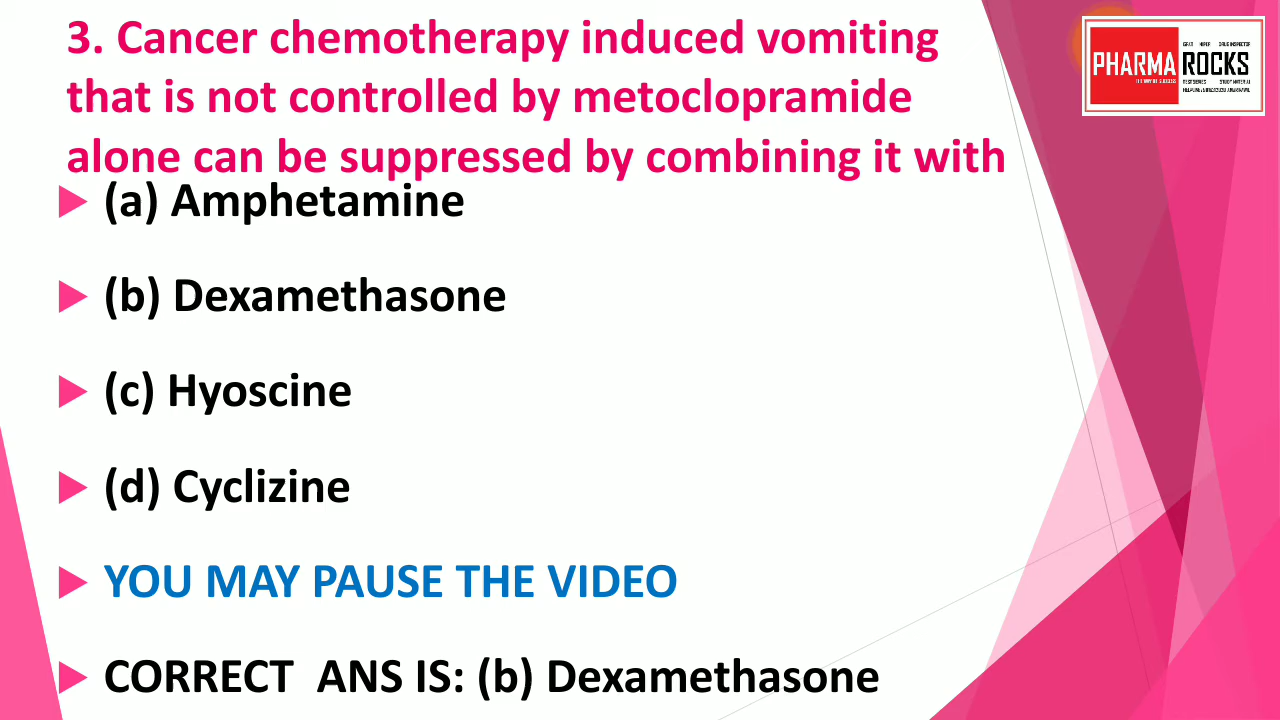 3. Cancer chemotherapy induced vomiting
that is not controlled by metoclopramide
alone can be suppressed by combining it with
(a) Amphetamine
(b) Dexamethasone
(c) Hyoscine
(d) Cyclizine
YOU MAY PAUSE THE VIDEO
CORRECT ANS IS: (b) Dexamethasone
PHARMA ROCKS